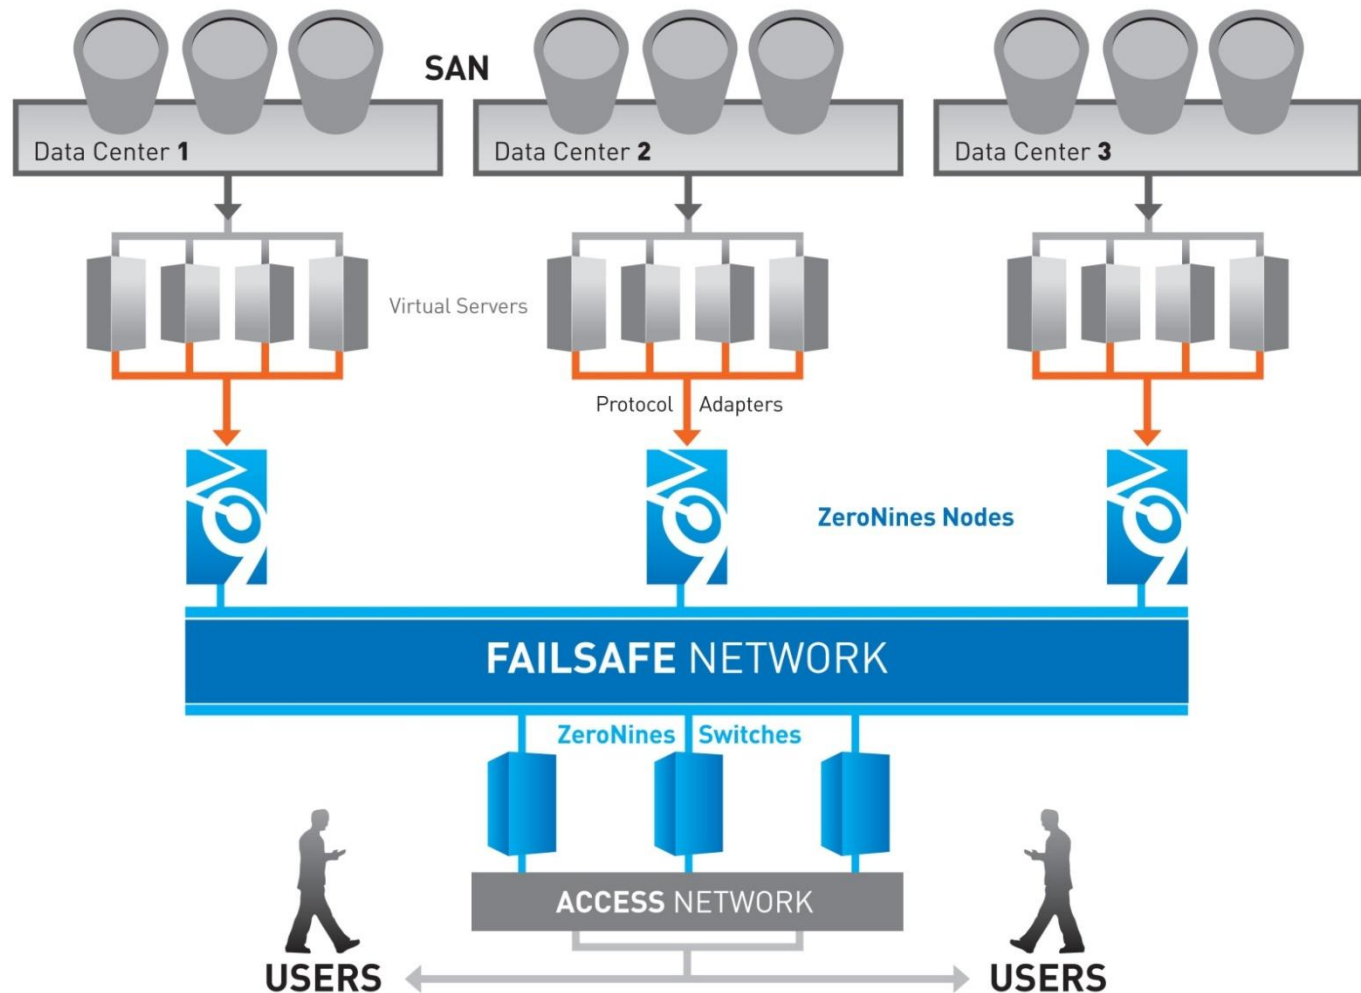 SAN
Data Center 1
Data Center 2
Data Center 3
Virtual Servers
Protocol Adapters
ZeroNines Nodes
FAILSAFE NETWORK
ZeroNines Switches
ACCESS NETWORK
USERS
USERS